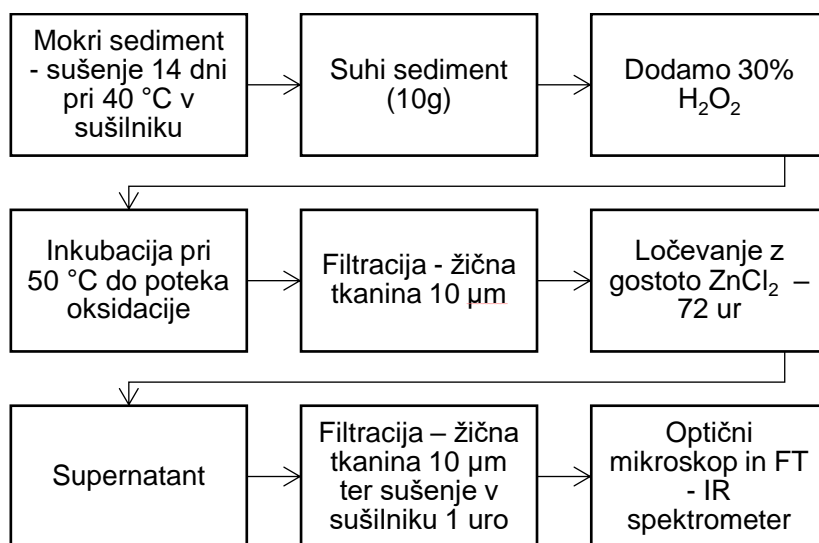 Mokri sediment
- sušenje 14 dni
pri 40 °C v
sušilniku
Suhi sediment
(10g)
Dodamo 30%
H₂O₂
Inkubacija pri
50 °C do poteka
oksidacije
Filtracija - žična
tkanina 10 µm
Ločevanje z
gostoto ZnCl₂ –
72 ur
Supernatant
Filtracija – žična
tkanina 10 µm
ter sušenje v
sušilniku 1 uro
Optični
mikroskop in FT
- IR
spektrometer